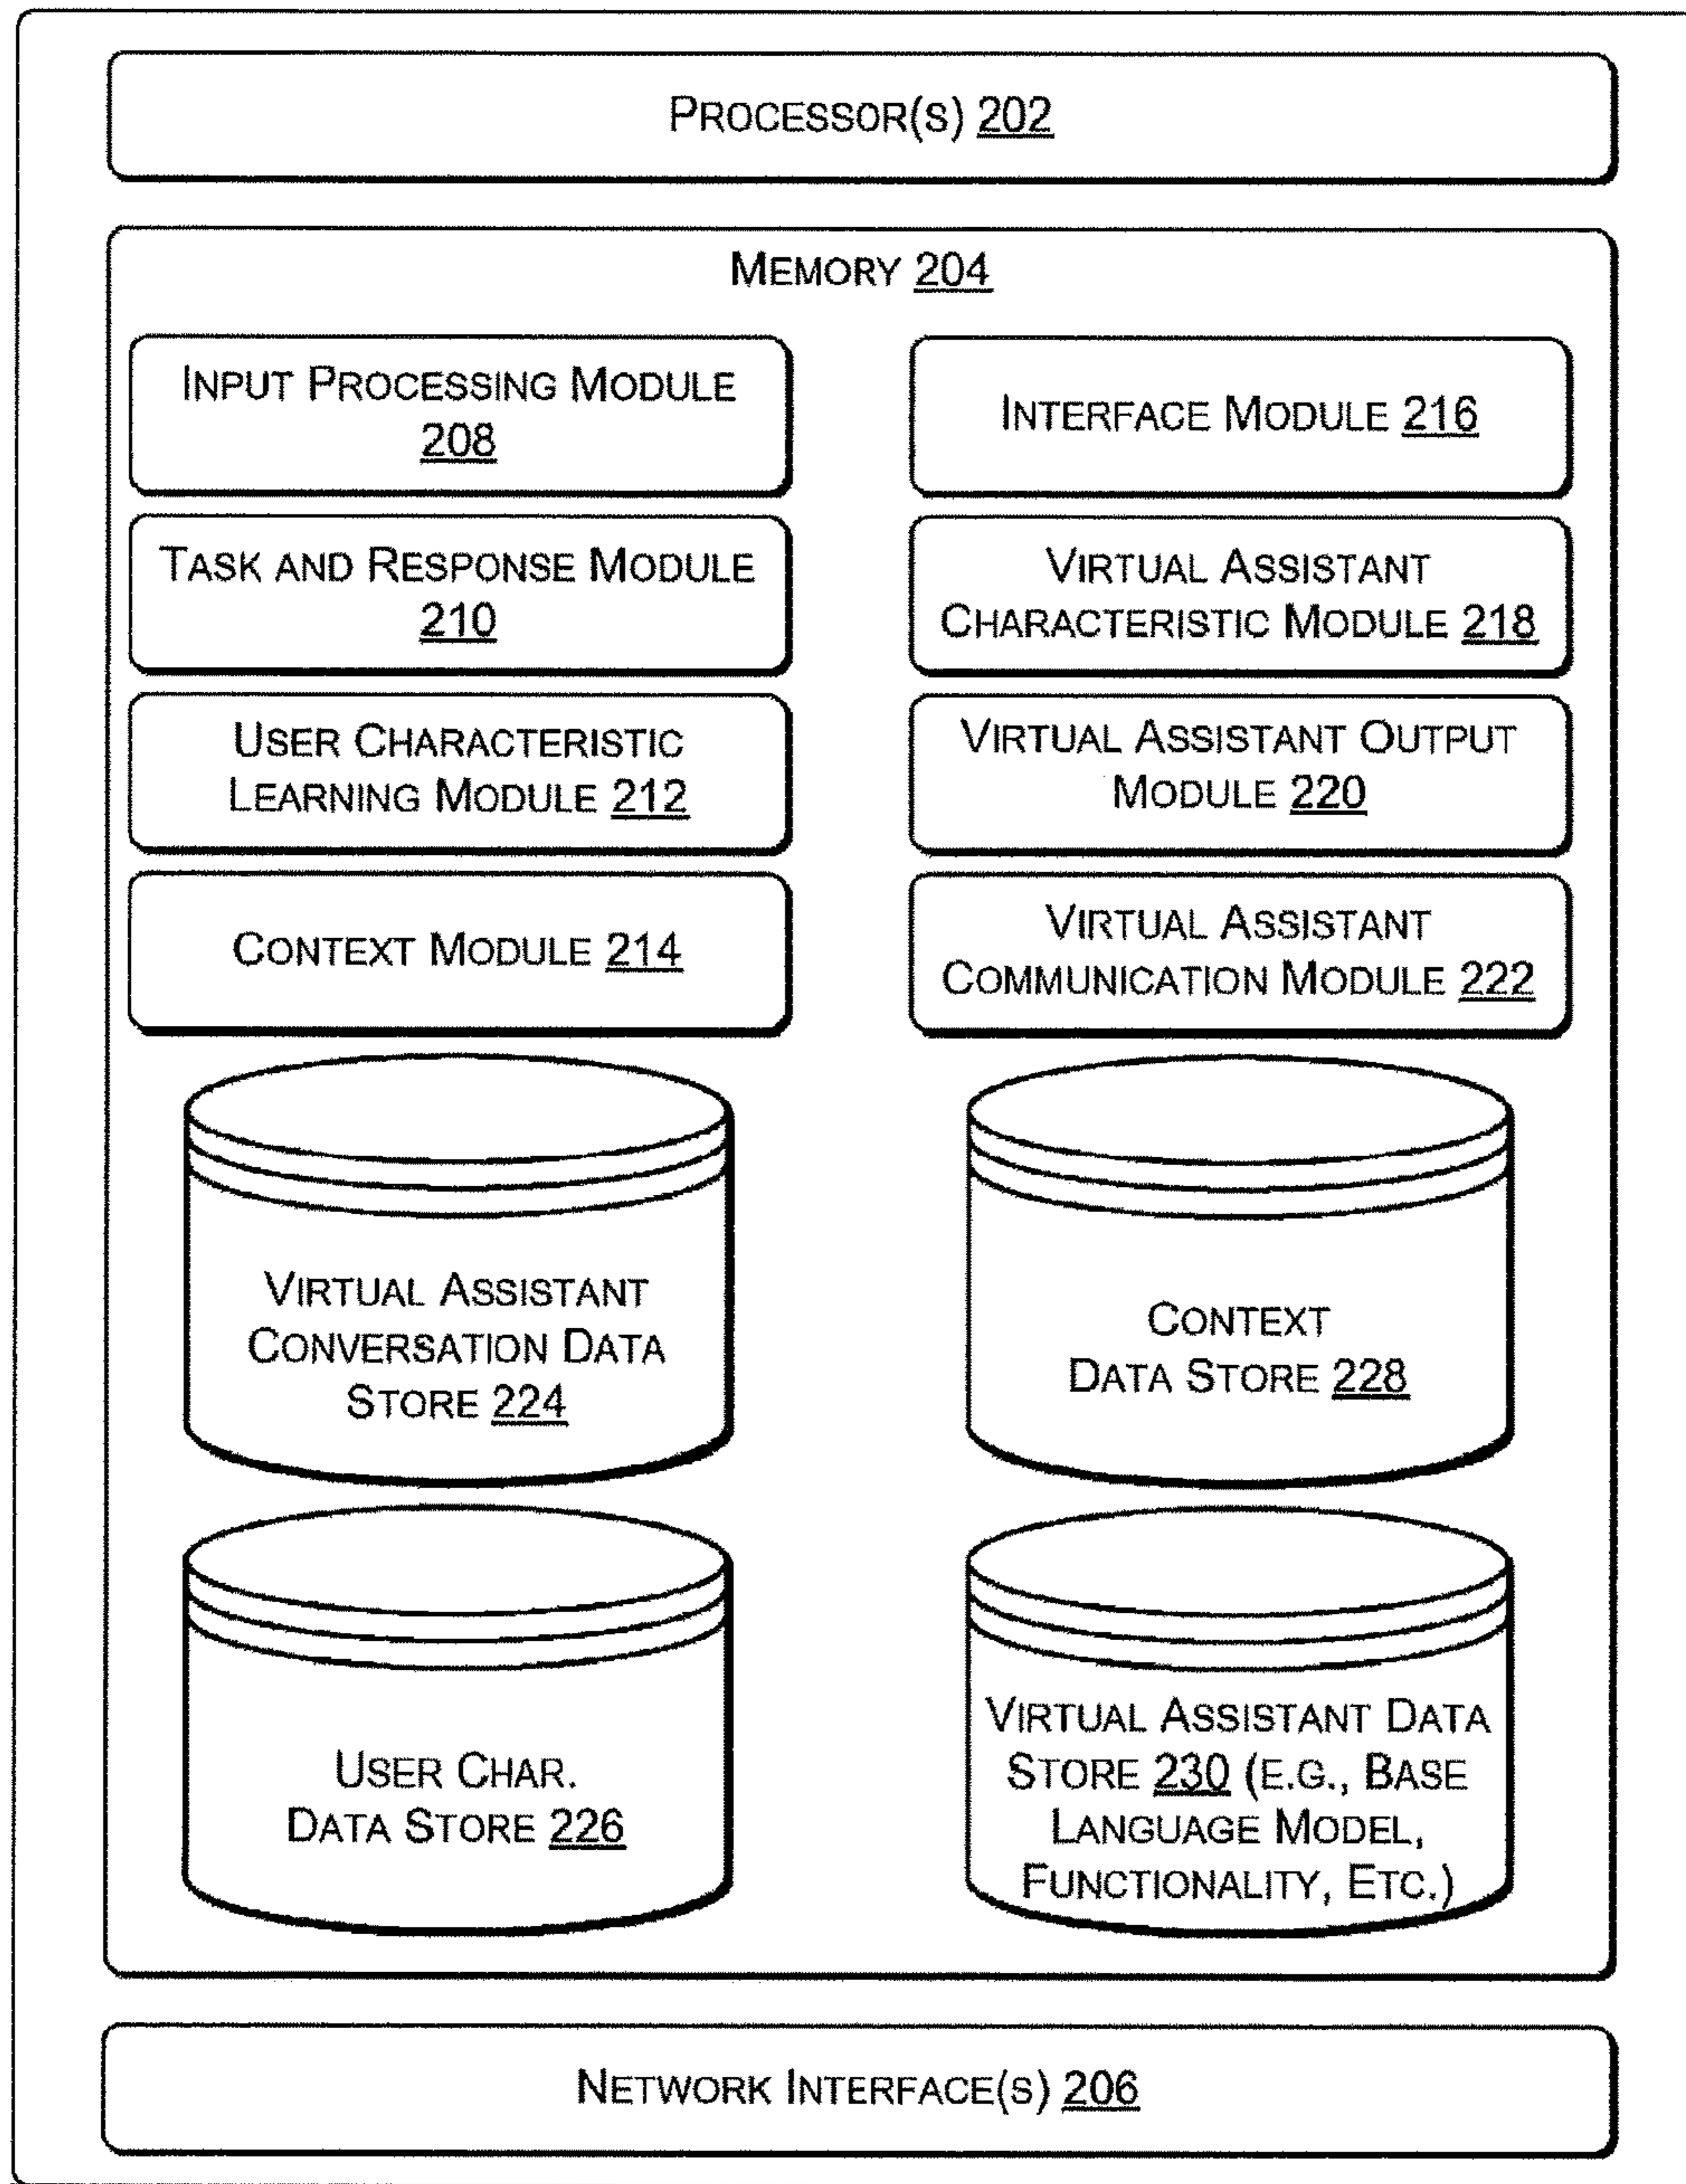 PROCESSOR(S) 202
MEMORY 204
INPUT PROCESSING MODULE
208
TASK AND RESPONSE MODULE
210
USER CHARACTERISTIC
LEARNING MODULE 212
CONTEXT MODULE 214
INTERFACE MODULE 216
VIRTUAL ASSISTANT
CHARACTERISTIC MODULE 218
VIRTUAL ASSISTANT OUTPUT
MODULE 220
VIRTUAL ASSISTANT
COMMUNICATION MODULE 222
VIRTUAL ASSISTANT
CONVERSATION DATA
STORE 224
CONTEXT
DATA STORE 228
USER CHAR.
DATA STORE 226
VIRTUAL ASSISTANT DATA
STORE 230 (E.G., BASE
LANGUAGE MODEL,
FUNCTIONALITY, ETC.)
NETWORK INTERFACE(S) 206